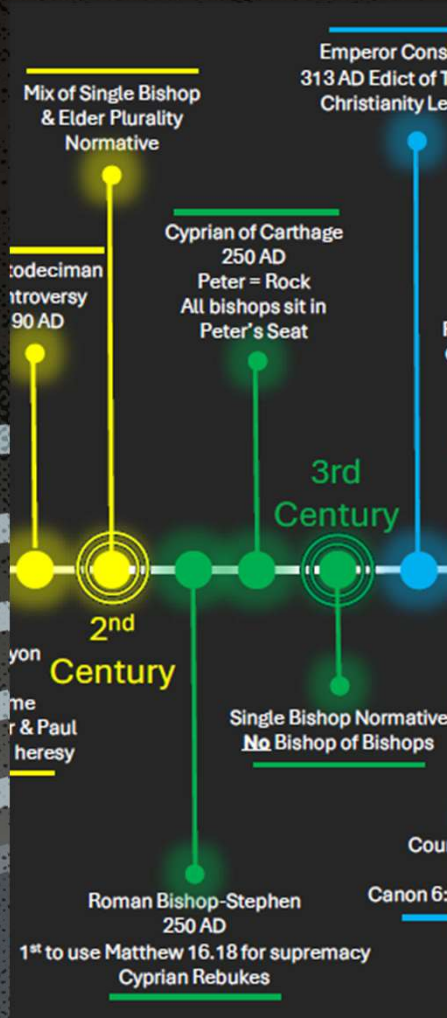 Emperor Cons
313 AD Edict of T
Christianity Le
Mix of Single Bishop
& Elder Plurality
Normative
Cyprian of Carthage
250 AD
Peter = Rock
All bishops sit in
Peter's Seat
todeciman
ntroversy
90 AD
3rd
Century
2nd
Century
yon
me
r & Paul
heresy
Single Bishop Normative
No Bishop of Bishops
Cour
Canon 6:
Roman Bishop-Stephen
250 AD
1st to use Matthew 16.18 for supremacy
Cyprian Rebukes